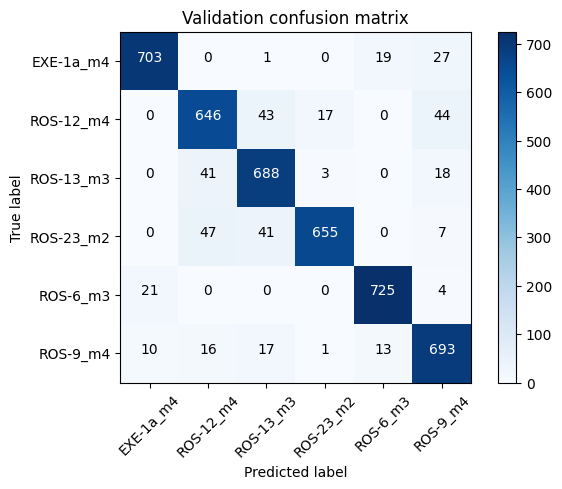 Validation confusion matrix
True label
EXE-1a_m4 703 0 1 0 19 27
ROS-12_m4 0 646 43 17 0 44
ROS-13_m3 0 41 688 3 0 18
ROS-23_m2 0 47 41 655 0 7
ROS-6_m3 21 0 0 0 725 4
ROS-9_m4 10 16 17 1 13 693
EXE-1a_m4 ROS-12_m4 ROS-13_m3 ROS-23_m2 ROS-6_m3 ROS-9_m4
Predicted label
700
600
500
400
300
200
100
0